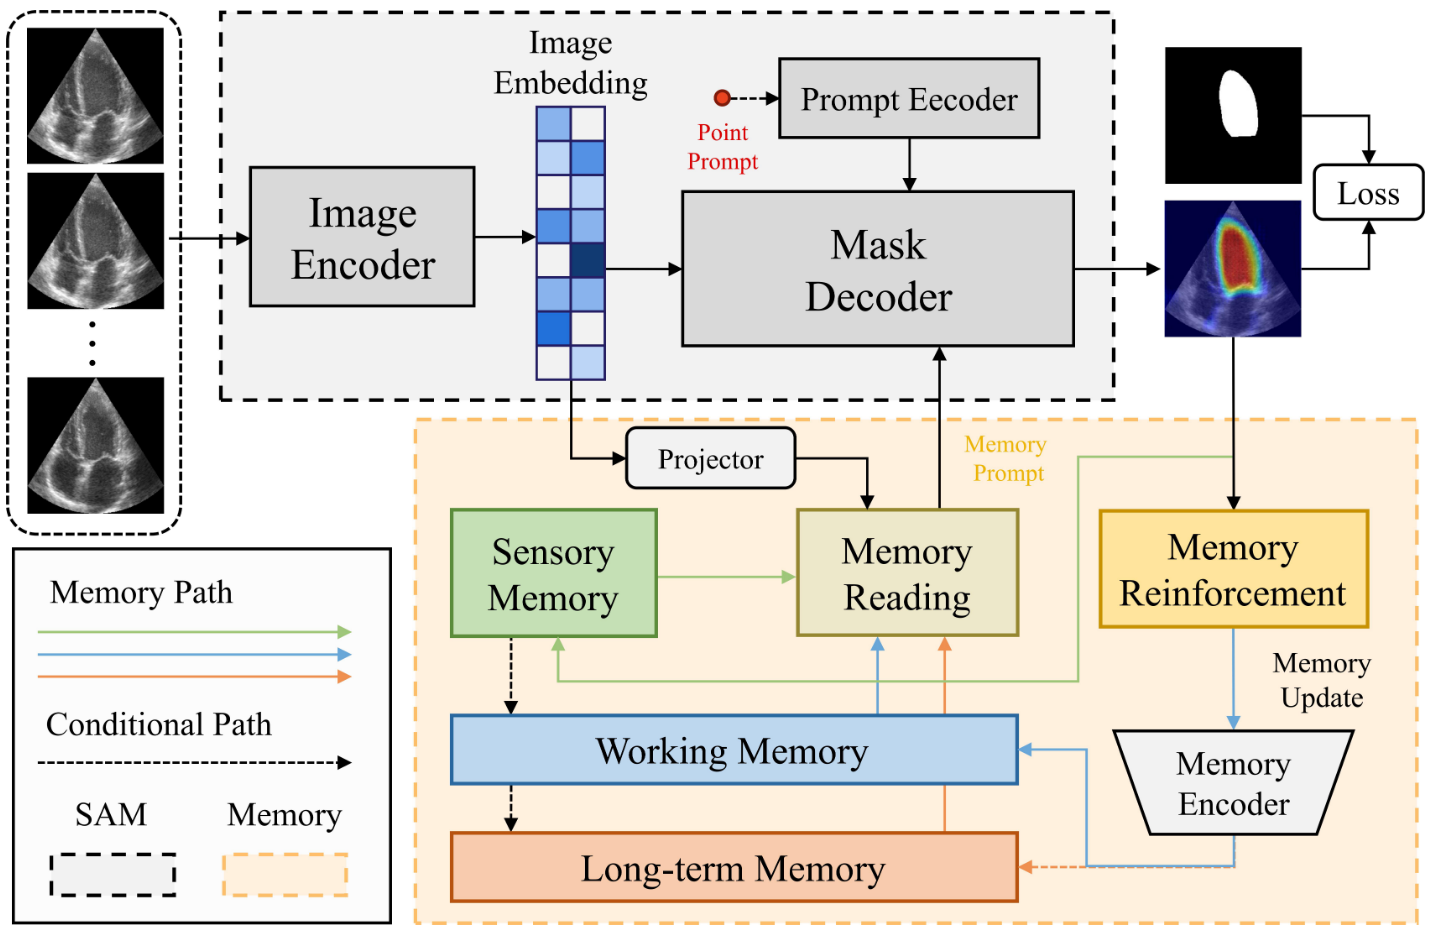 Image
Embedding
Point
Prompt
Prompt Eecoder
Image
Encoder
Mask
Decoder
Loss
Projector
Memory
Prompt
Sensory
Memory
Memory
Reading
Memory
Reinforcement
Memory
Update
Working Memory
Memory
Encoder
Long-term Memory
Memory Path
Conditional Path
SAM
Memory